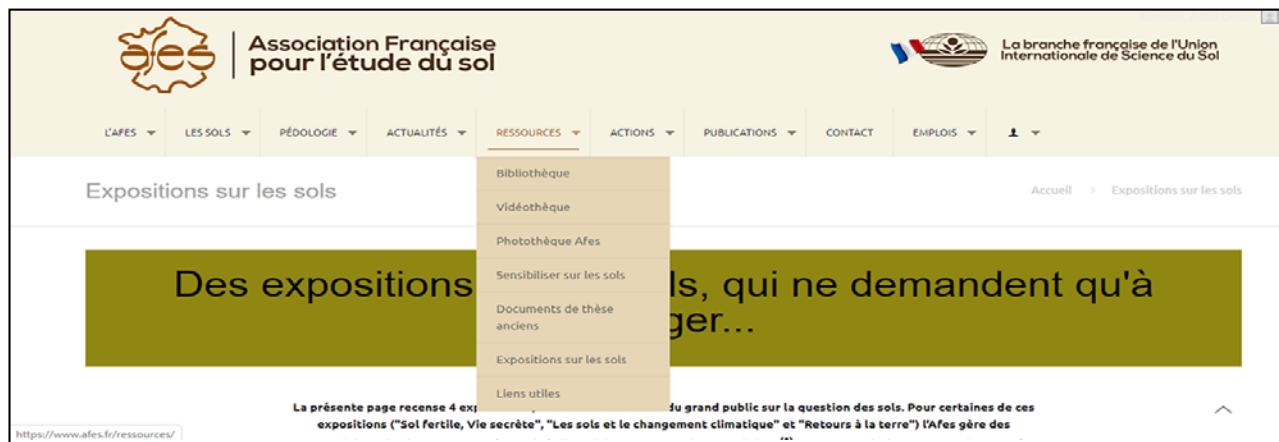 afes
Association Française
pour l'étude du sol
La branche française de l'Union
Internationale de Science du Sol
L'AFES LES SOLS PÉDOLOGIE ACTUALITÉS RESSOURCES ACTIONS PUBLICATIONS CONTACT EMPLOIS
Bibliothèque
Vidéothèque
Photothèque Afes
Sensibiliser sur les sols
Documents de thèse
anciens
Expositions sur les sols
Liens utiles
Expositions sur les sols
Accueil > Expositions sur les sols
Des expositions ls, qui ne demandent qu'à
ger...
La présente page recense 4 du grand public sur la question des sols. Pour certaines de ces
expositions ("Sol fertile, Vie secrète", "Les sols et le changement climatique" et "Retours à la terre") l'Afes gère des
https://www.afes.fr/ressources/